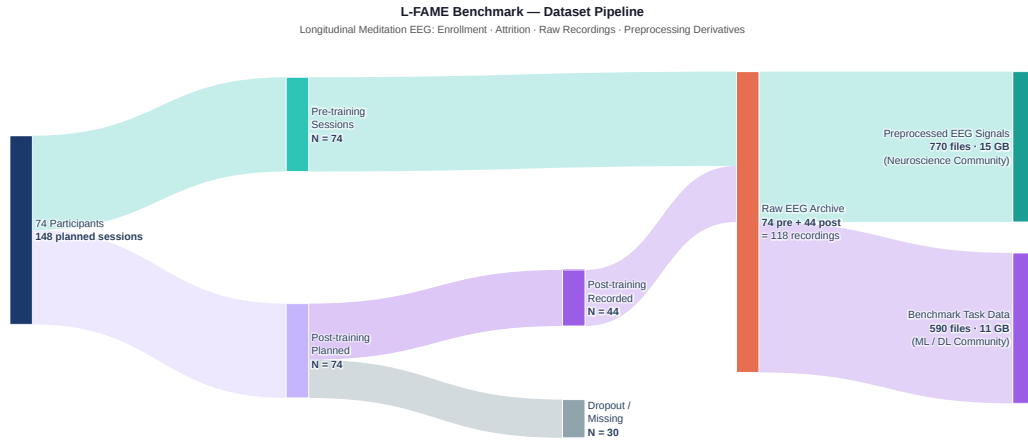 L-FAME Benchmark — Dataset Pipeline
Longitudinal Meditation EEG: Enrollment · Attrition · Raw Recordings · Preprocessing Derivatives
74 Participants
148 planned sessions
Pre-training
Sessions
N = 74
Post-training
Planned
N = 74
Post-training
Recorded
N = 44
Dropout /
Missing
N = 30
Raw EEG Archive
74 pre + 44 post
= 118 recordings
Preprocessed EEG Signals
770 files · 15 GB
(Neuroscience Community)
Benchmark Task Data
590 files · 11 GB
(ML / DL Community)